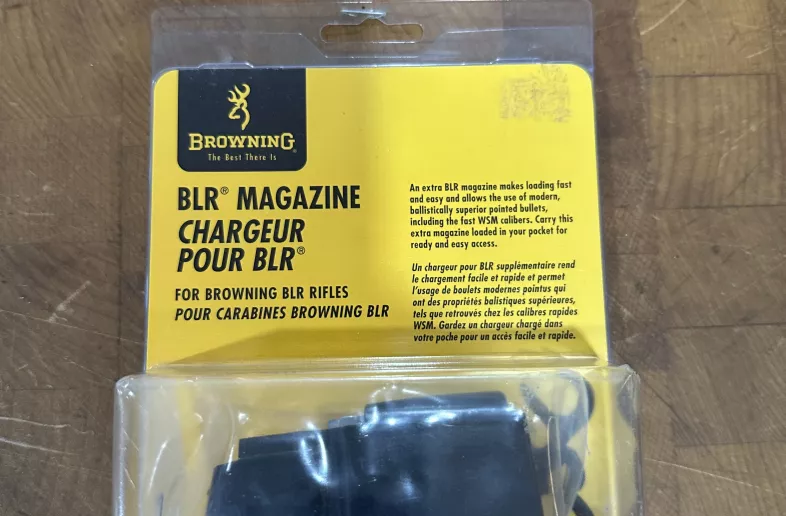 BROWNING®
The Best There Is
BLR® MAGAZINE
CHARGEUR
POUR BLR®
FOR BROWNING BLR RIFLES
POUR CARABINES BROWNING BLR
An extra BLR magazine makes loading fast
and easy and allows the use of modern,
ballistically superior pointed bullets,
including the fast WSM calibers. Carry this
extra magazine loaded in your pocket for
ready and easy access.
Un chargeur pour BLR supplémentaire rend
le chargement facile et rapide et permet
l'usage de boulets modernes pointus qui
ont des propriétés balistiques supérieures,
tels que retrouvés chez les calibres rapides
WSM. Gardez un chargeur chargé dans
votre poche pour un accès facile et rapide.